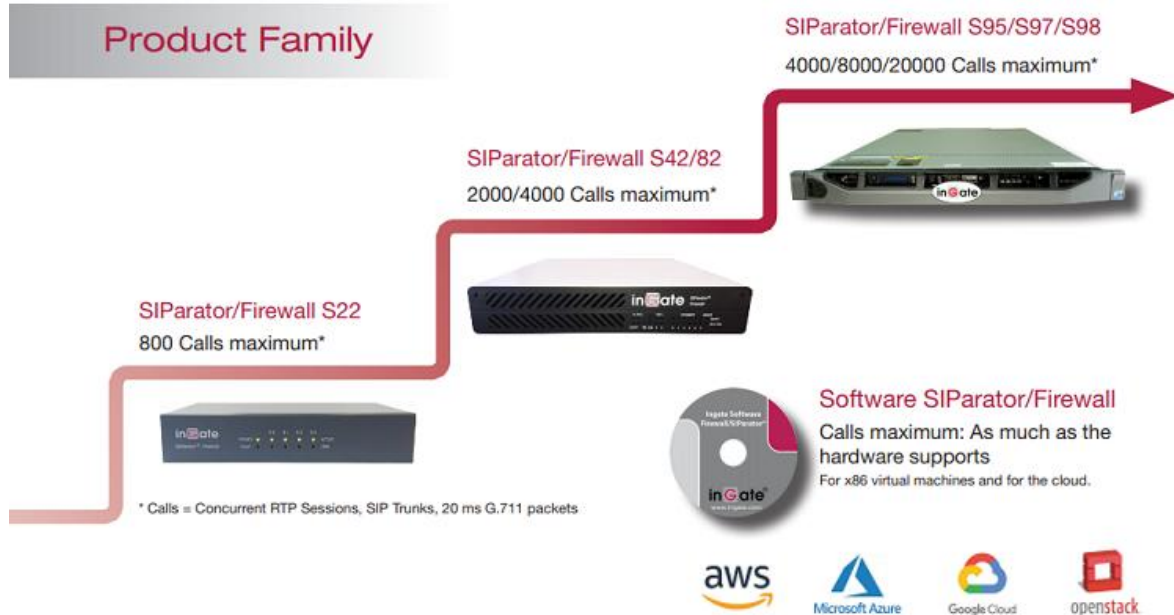 Product Family
SIParator/Firewall S95/S97/S98
4000/8000/20000 Calls maximum*
SIParator/Firewall S42/82
2000/4000 Calls maximum*
inGate
inGate
SIParator/Firewall S22
800 Calls maximum*
inGate
* Calls = Concurrent RTP Sessions, SIP Trunks, 20 ms G.711 packets
Ingate Software
Firewall/SIParator®
inGate®
www.ingate.com
Software SIParator/Firewall
Calls maximum: As much as the
hardware supports
For x86 virtual machines and for the cloud.
aws
Microsoft Azure
Google Cloud
openstack